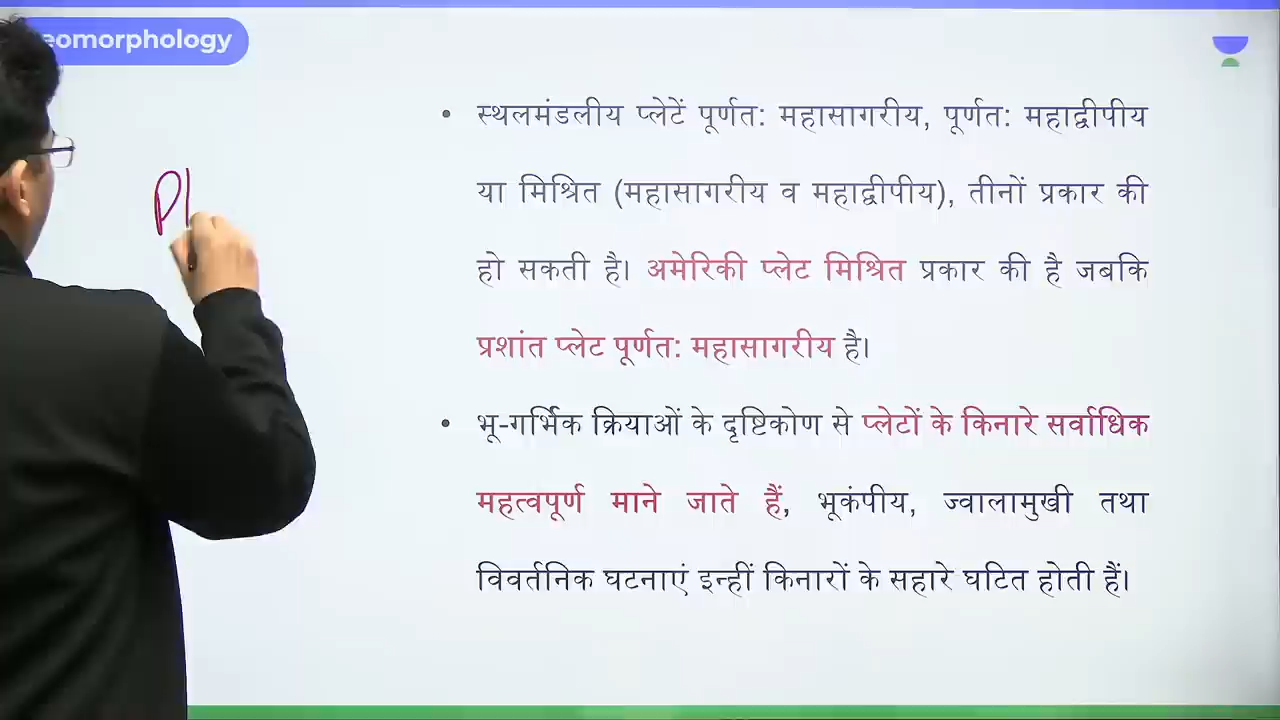 eomorphology
• स्थलमंडलीय प्लेटें पूर्णत: महासागरीय, पूर्णत: महाद्वीपीय
या मिश्रित (महासागरीय व महाद्वीपीय), तीनों प्रकार की
हो सकती है। अमेरिकी प्लेट मिश्रित प्रकार की है जबकि
प्रशांत प्लेट पूर्णत: महासागरीय है।
• भू-गर्भिक क्रियाओं के दृष्टिकोण से प्लेटों के किनारे सर्वाधिक
महत्वपूर्ण माने जाते हैं, भूकंपीय, ज्वालामुखी तथा
विवर्तनिक घटनाएं इन्हीं किनारों के सहारे घटित होती हैं।
Pl